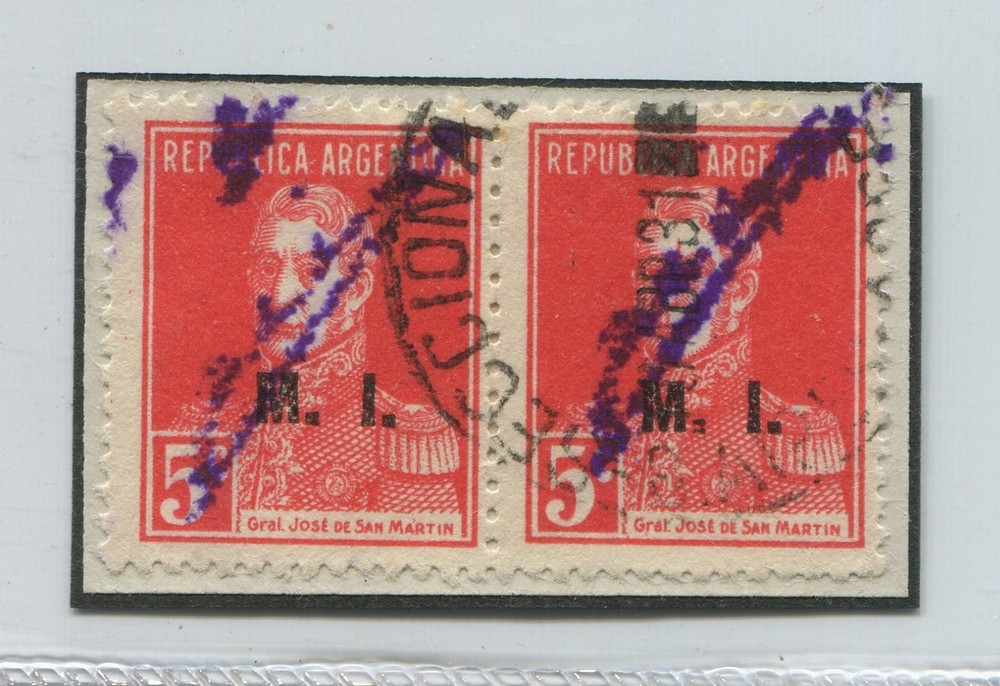 REPUBLICA ARGENTINA
M. I.
5
Gral. José de San Martin
REPUBLICA ARGENTINA
M. I.
5
Gral. José de San Martin